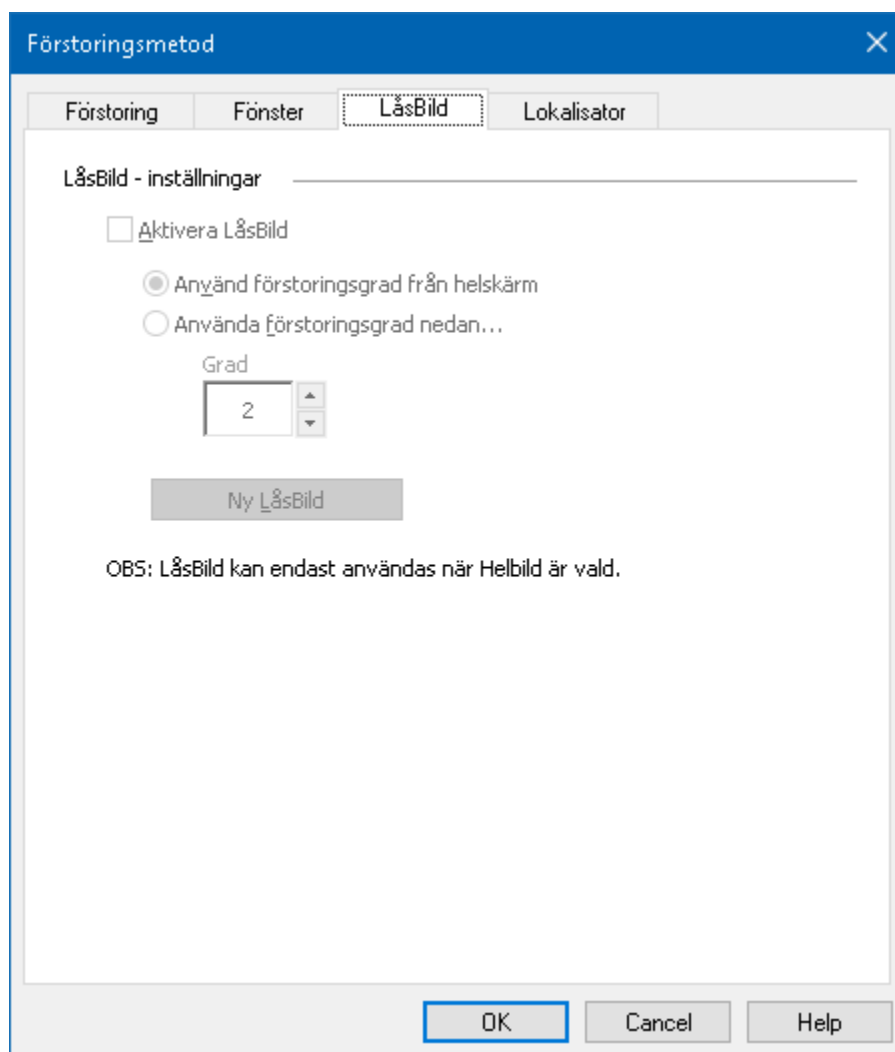 Förstoringsmetod
Förstoring Fönster LåsBild Lokalisator
LåsBild - inställningar
Aktivera LåsBild
Använd förstoringsgrad från helskärm
Använda förstoringsgrad nedan...
Grad
2
Ny LåsBild
OBS: LåsBild kan endast användas när Helbild är vald.
OK Cancel Help